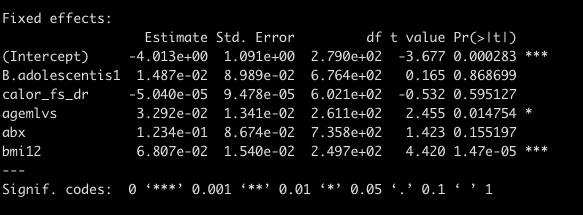 Fixed effects:
Estimate Std. Error df t value Pr(>|t|)
(Intercept) -4.013e+00 1.091e+00 2.790e+02 -3.677 0.000283 ***
B.adolescentis1 1.487e-02 8.989e-02 6.764e+02 0.165 0.868699
calor_fs_dr -5.040e-05 9.478e-05 6.021e+02 -0.532 0.595127
agemlvs 3.292e-02 1.341e-02 2.611e+02 2.455 0.014754 *
abx 1.234e-01 8.674e-02 7.358e+02 1.423 0.155197
bmi12 6.807e-02 1.540e-02 2.497e+02 4.420 1.47e-05 ***
---
Signif. codes: 0 ‘***’ 0.001 ‘**’ 0.01 ‘*’ 0.05 ‘.’ 0.1 ‘ ’ 1